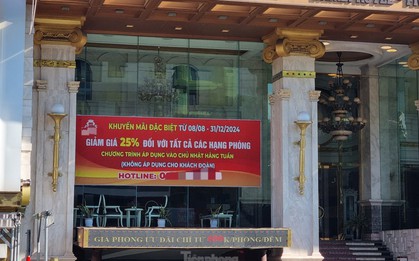 KHUYẾN MÃI ĐẶC BIỆT TỪ 08/08 - 31/12/2024
GIẢM GIÁ 25% ĐỐI VỚI TẤT CẢ CÁC HẠNG PHÒNG
CHƯƠNG TRÌNH ÁP DỤNG VÀO CHỦ NHẬT HÀNG TUẦN
(KHÔNG ÁP DỤNG CHO KHÁCH ĐOÀN)
HOTLINE: 0
GIÁ PHÒNG ƯU ĐÃI CHỈ TỪ K/PHÒNG/ĐÊM